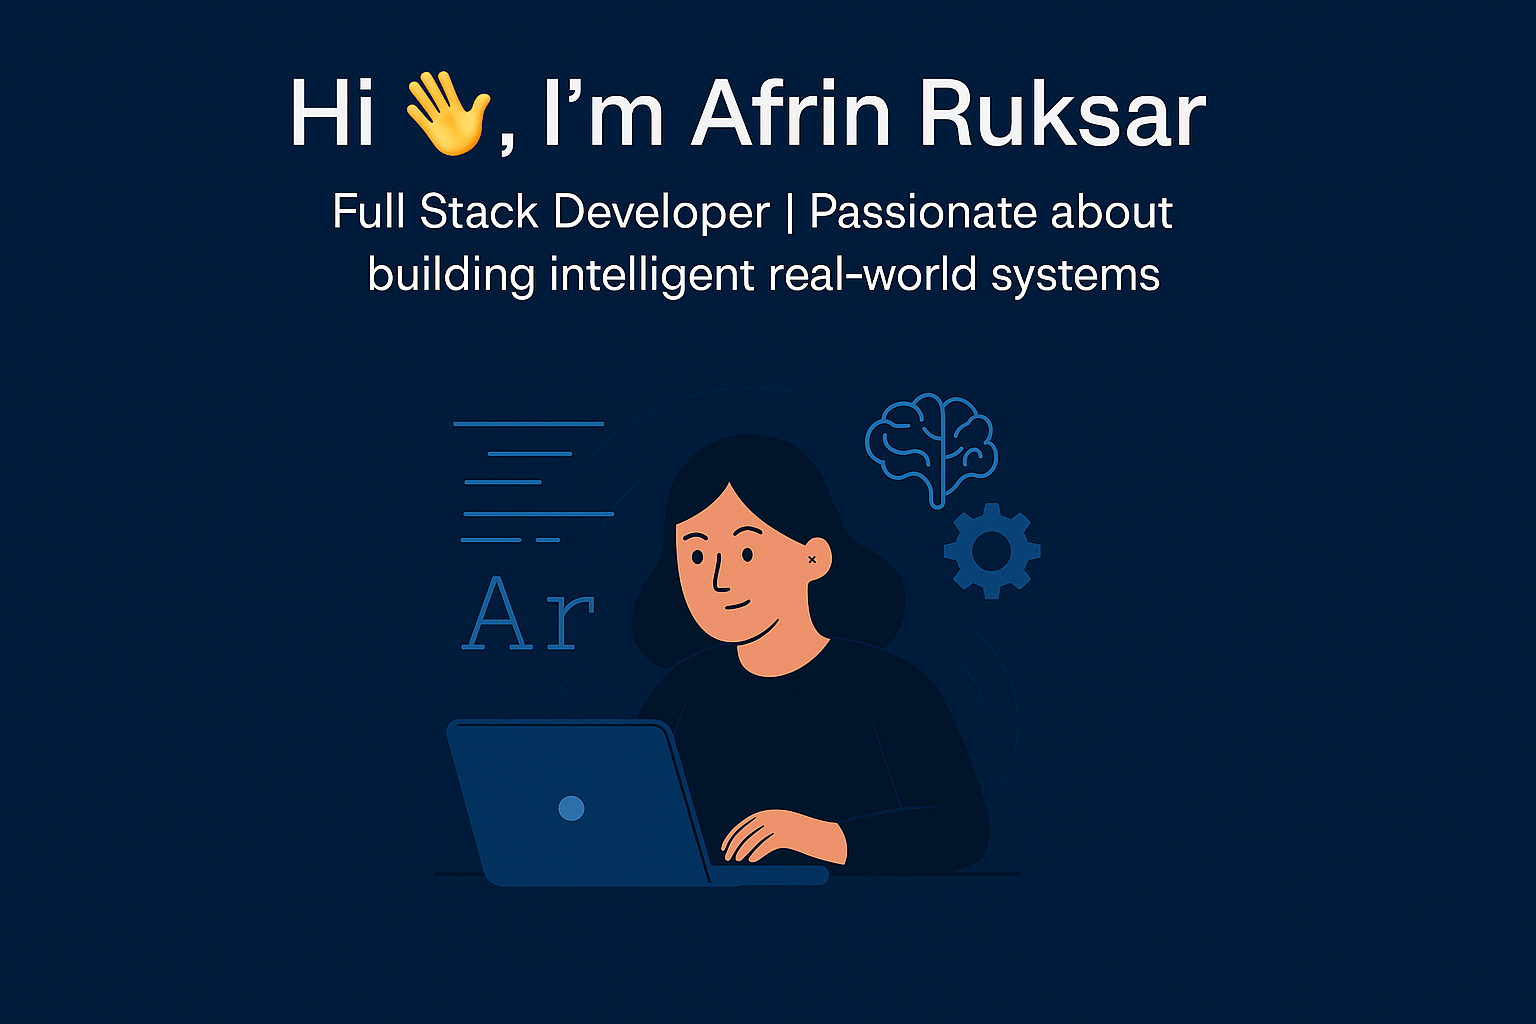 Hi 👋, I’m Afrin Ruksar
Full Stack Developer | Passionate about
building intelligent real-world systems
Ar